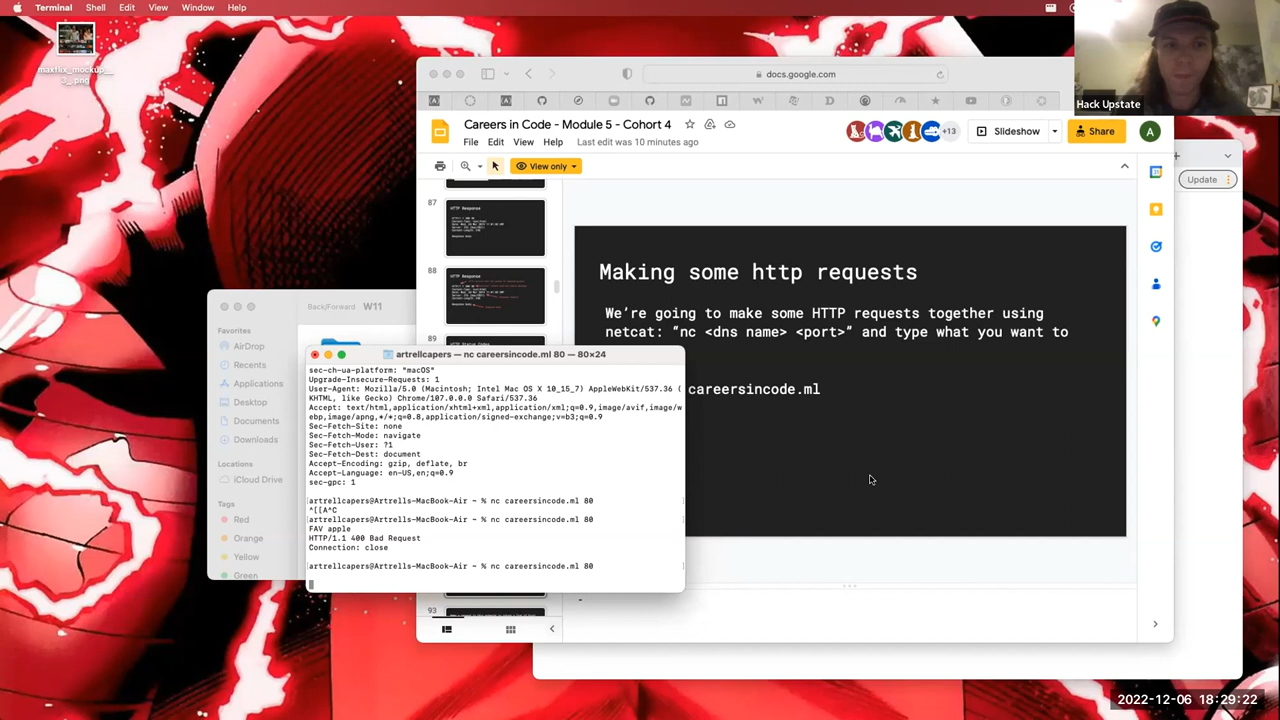 Terminal Shell Edit View Window Help
maxflix_mockup_
_3_.png
Hack Upstate
docs.google.com
Careers in Code - Module 5 - Cohort 4
+13
Slideshow
Share
A
File Edit View Help Last edit was 10 minutes ago
View only
Update
87
HTTP Response
88
HTTP Response
89
HTTP Status Codes
93
Making some http requests
We're going to make some HTTP requests together using
netcat: "nc <dns name> <port>" and type what you want to
careersincode.ml
Back/Forward W11
Favorites
AirDrop
Recents
Applications
Desktop
Documents
Downloads
Locations
iCloud Drive
Tags
Red
Orange
Yellow
Green
artrellcapers — nc careersincode.ml 80 — 80×24
sec-ch-ua-platform: "macOS"
Upgrade-Insecure-Requests: 1
User-Agent: Mozilla/5.0 (Macintosh; Intel Mac OS X 10_15_7) AppleWebKit/537.36 (
KHTML, like Gecko) Chrome/107.0.0.0 Safari/537.36
Accept: text/html,application/xhtml+xml,application/xml;q=0.9,image/avif,image/w
ebp,image/apng,*/*;q=0.8,application/signed-exchange;v=b3;q=0.9
Sec-Fetch-Site: none
Sec-Fetch-Mode: navigate
Sec-Fetch-User: ?1
Sec-Fetch-Dest: document
Accept-Encoding: gzip, deflate, br
Accept-Language: en-US,en;q=0.9
sec-gpc: 1
artrellcapers@Artrells-MacBook-Air ~ % nc careersincode.ml 80
^[[A^C
artrellcapers@Artrells-MacBook-Air ~ % nc careersincode.ml 80
FAV apple
HTTP/1.1 400 Bad Request
Connection: close
artrellcapers@Artrells-MacBook-Air ~ % nc careersincode.ml 80
2022-12-06 18:29:22